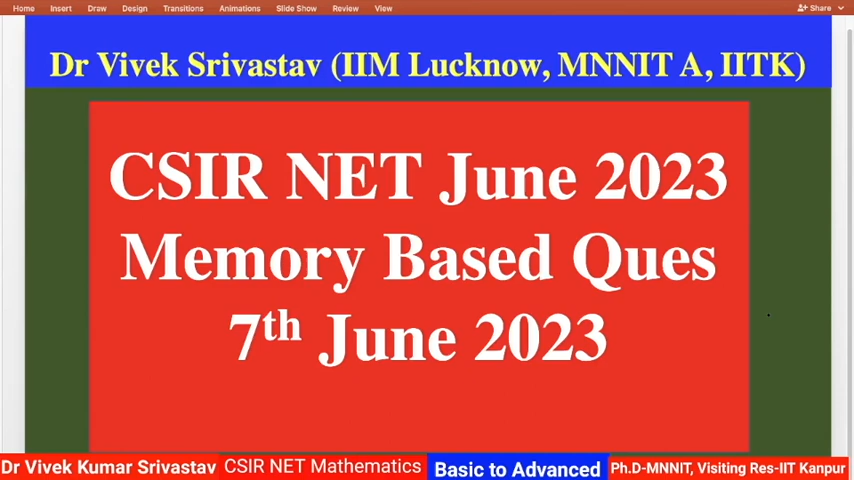 Home Insert Draw Design Transitions Animations Slide Show Review View Share
Dr Vivek Srivastav (IIM Lucknow, MNNIT A, IITK)
CSIR NET June 2023
Memory Based Ques
7th June 2023
Dr Vivek Kumar Srivastav CSIR NET Mathematics Basic to Advanced Ph.D-MNNIT, Visiting Res-IIT Kanpur